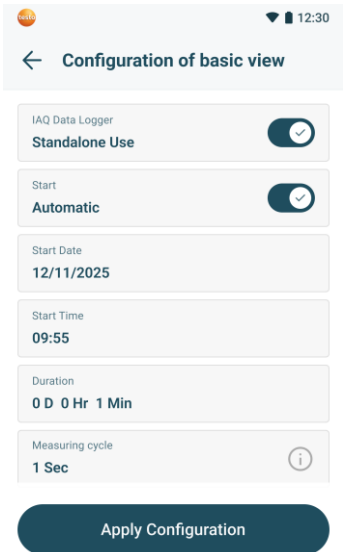 testo
12:30
Configuration of basic view
IAQ Data Logger
Standalone Use
Start
Automatic
Start Date
12/11/2025
Start Time
09:55
Duration
0 D 0 Hr 1 Min
Measuring cycle
1 Sec
Apply Configuration